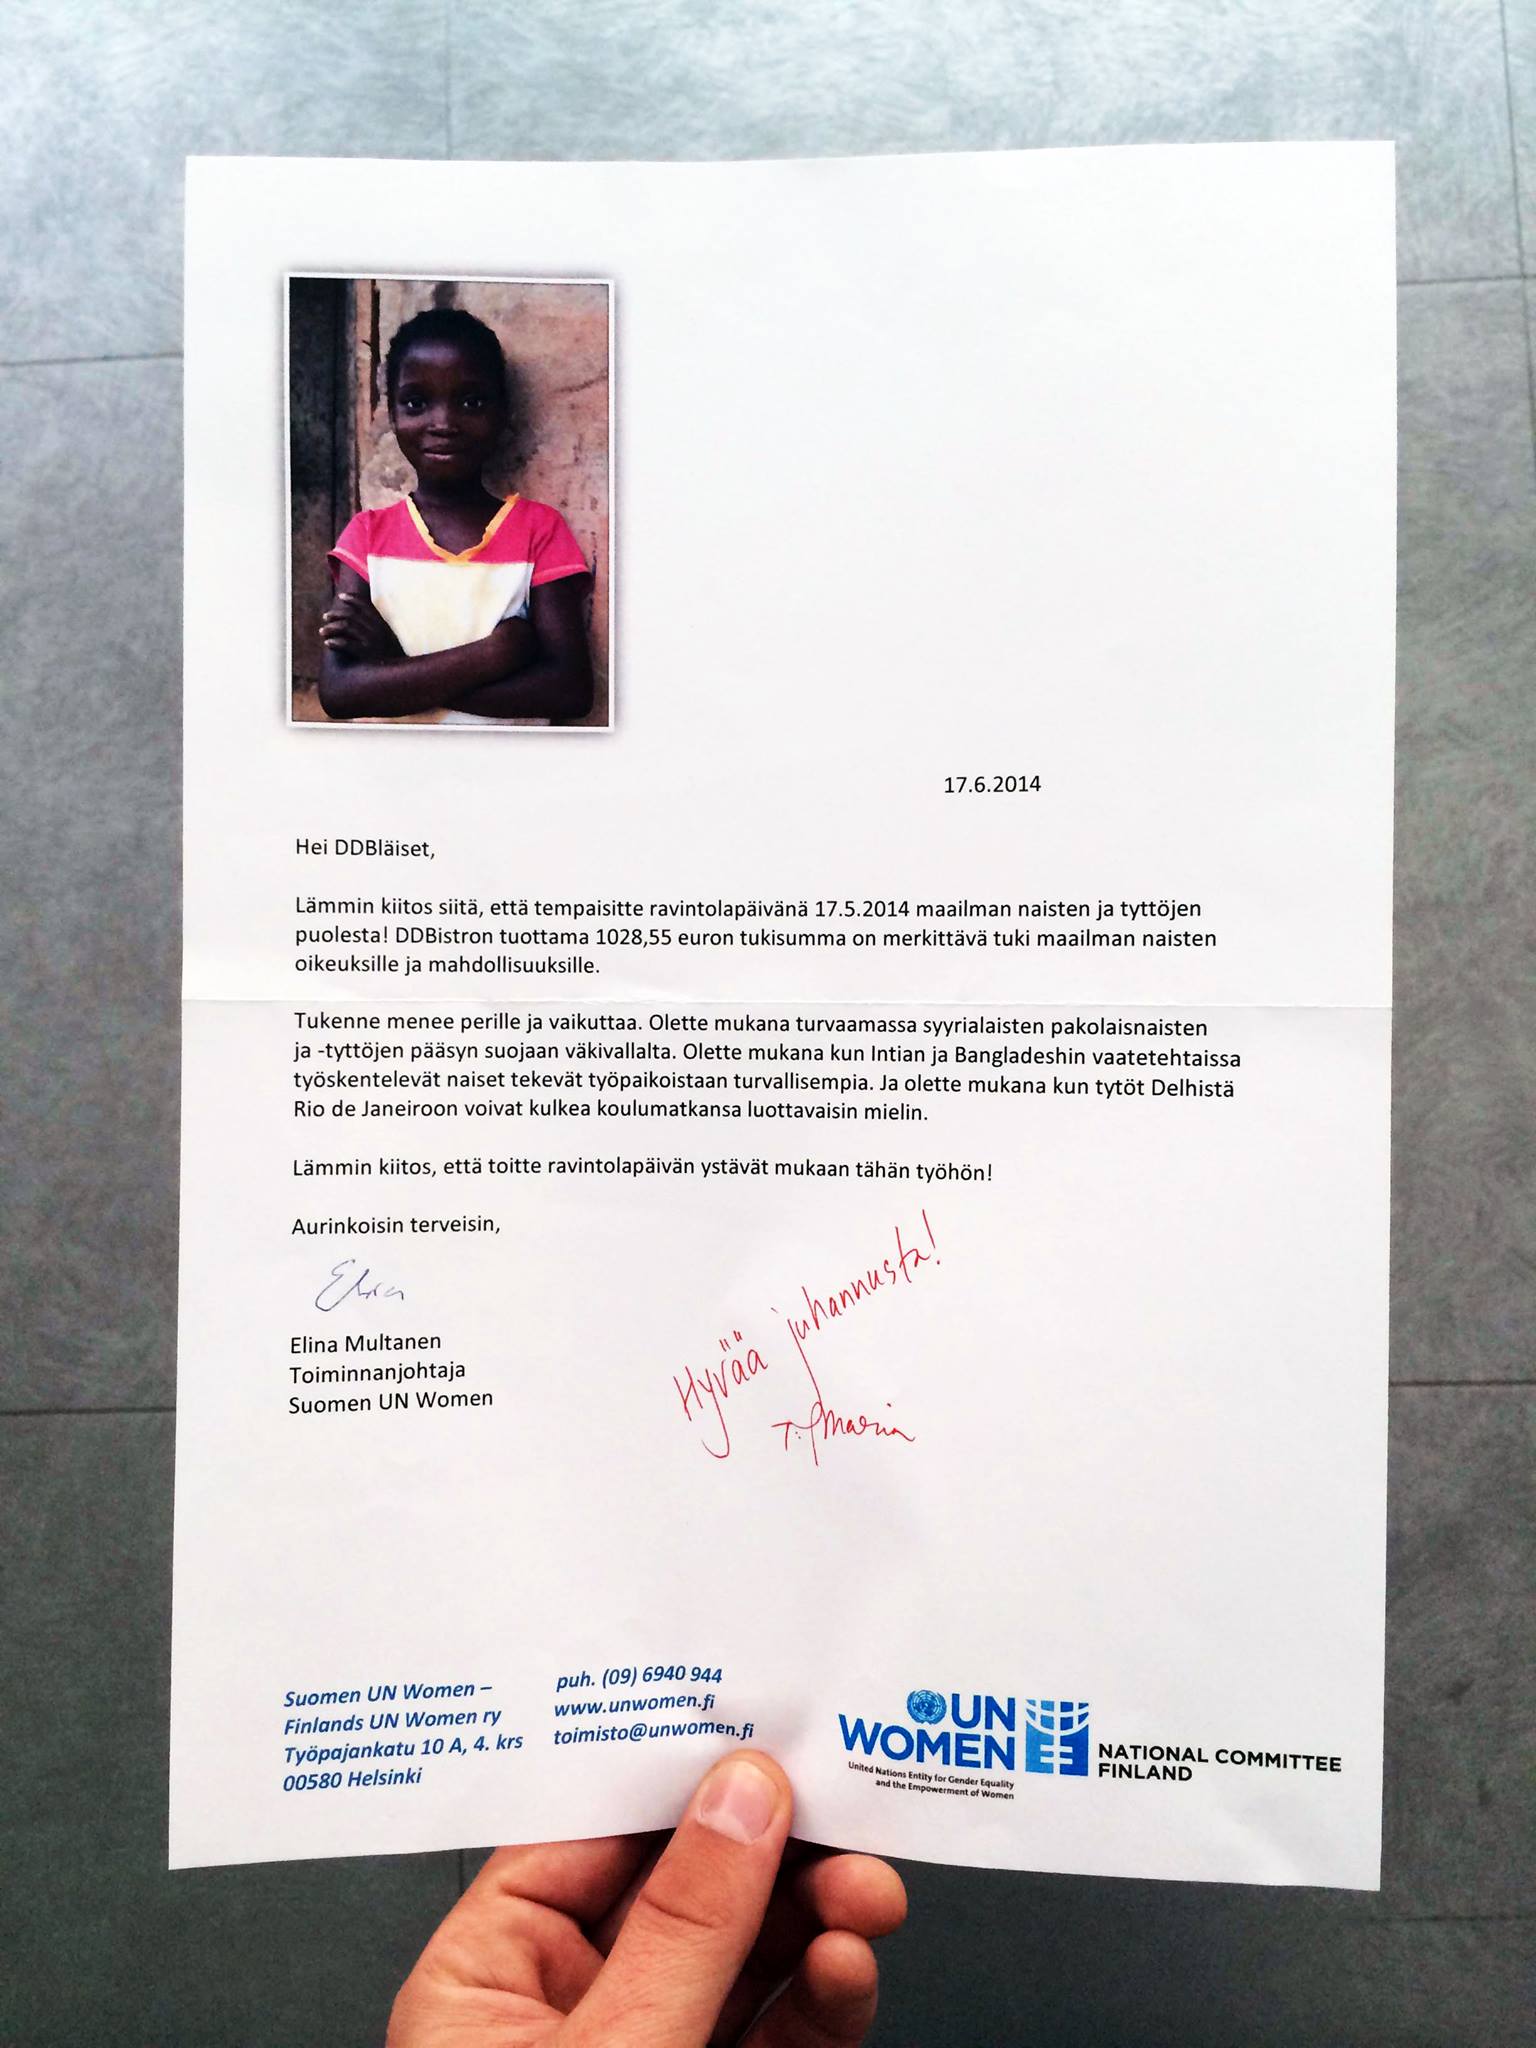 17.6.2014
Hei DDBläiset,
Lämmin kiitos siitä, että tempaisitte ravintolapäivänä 17.5.2014 maailman naisten ja tyttöjen
puolesta! DDBistron tuottama 1028,55 euron tukisumma on merkittävä tuki maailman naisten
oikeuksille ja mahdollisuuksille.
Tukenne menee perille ja vaikuttaa. Olette mukana turvaamassa syyrialaisten pakolaisnaisten
ja -tyttöjen pääsyn suojaan väkivallalta. Olette mukana kun Intian ja Bangladeshin vaatetehtaissa
työskentelevät naiset tekevät työpaikoistaan turvallisempia. Ja olette mukana kun tytöt Delhistä
Rio de Janeiroon voivat kulkea koulumatkansa luottavaisin mielin.
Lämmin kiitos, että toitte ravintolapäivän ystävät mukaan tähän työhön!
Aurinkoisin terveisin,
Elina
Elina Multanen
Toiminnanjohtaja
Suomen UN Women
Hyvää juhannusta!
T: Maria
Suomen UN Women –
Finlands UN Women ry
Työpajankatu 10 A, 4. krs
00580 Helsinki
puh. (09) 6940 944
www.unwomen.fi
toimisto@unwomen.fi
UN
WOMEN
United Nations Entity for Gender Equality
and the Empowerment of Women
NATIONAL COMMITTEE
FINLAND